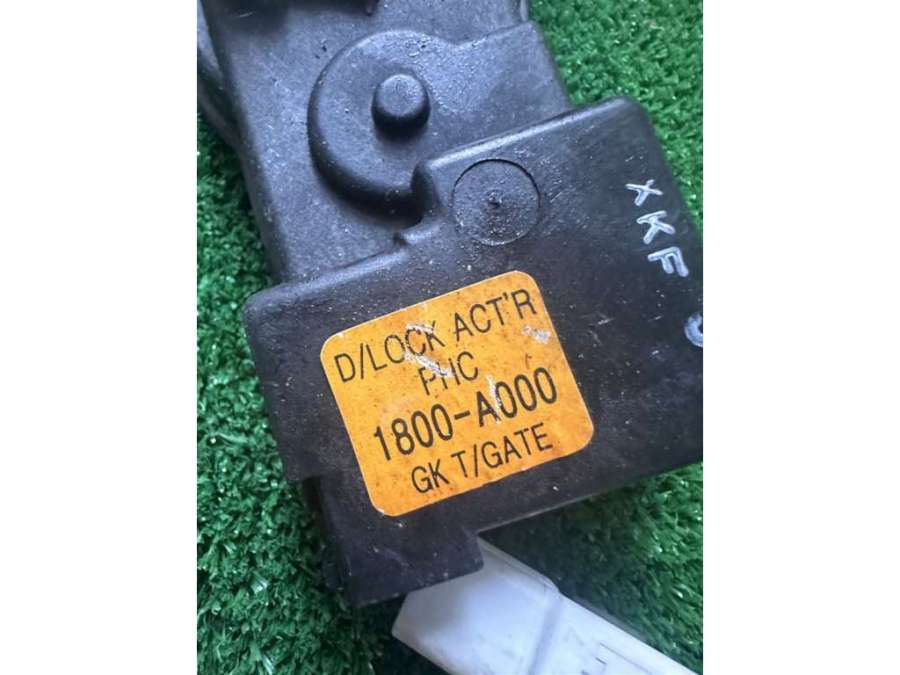 D/LOCK ACT'R
PHC
1800-A000
GK T/GATE
XKF